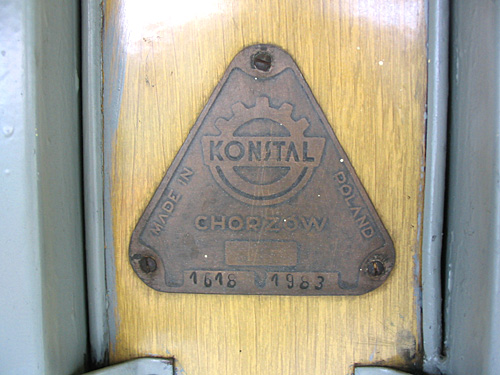 KONSTAL
MADE IN
POLAND
CHORZÓW
1618 1983